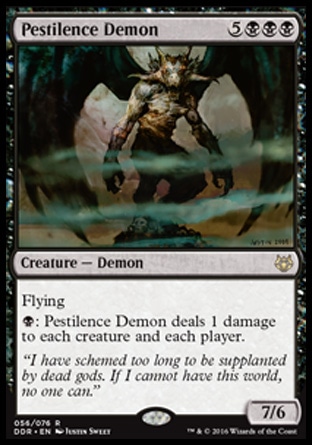 Pestilence Demon 5
Creature — Demon
Flying
: Pestilence Demon deals 1 damage
to each creature and each player.
“I have schemed too long to be supplanted
by dead gods. If I cannot have this world,
no one can.”
7/6
056/076 R
DDR • EN Justin Sweet
™ & © 2016 Wizards of the Coast